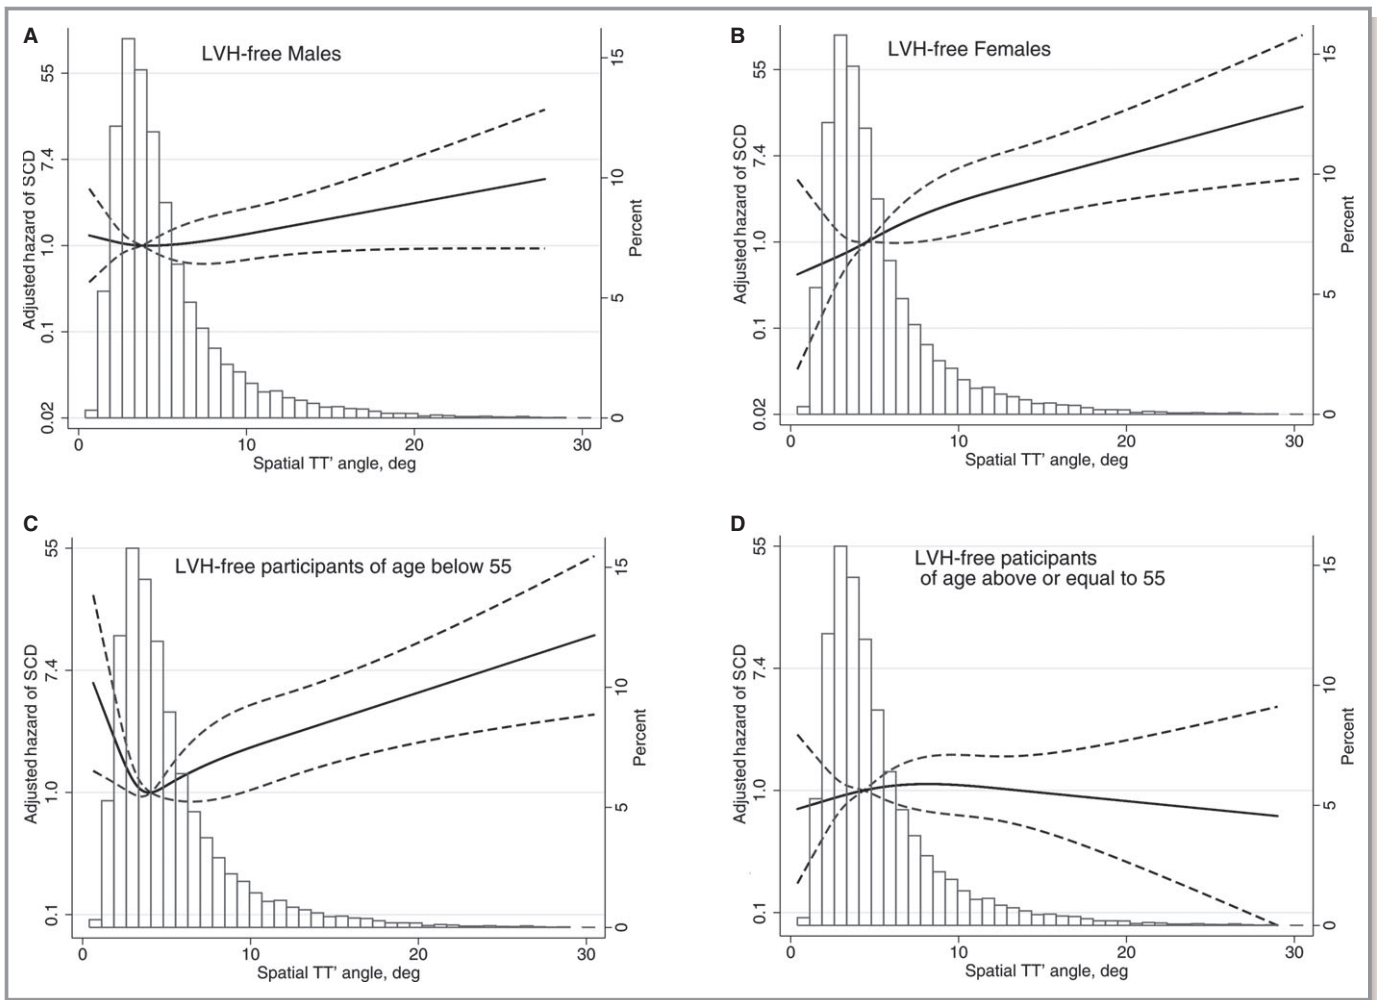 A
LVH-free Males
Adjusted hazard of SCD
55
7.4
1.0
0.1
0.02
15
10
5
0
Percent
0 10 20 30
Spatial TT' angle, deg
B
LVH-free Females
Adjusted hazard of SCD
55
7.4
1.0
0.1
0.02
15
10
5
0
Percent
0 10 20 30
Spatial TT' angle, deg
C
LVH-free participants of age below 55
Adjusted hazard of SCD
55
7.4
1.0
0.1
15
10
5
0
Percent
0 10 20 30
Spatial TT' angle, deg
D
LVH-free paticipants
of age above or equal to 55
Adjusted hazard of SCD
55
7.4
1.0
0.1
15
10
5
0
Percent
0 10 20 30
Spatial TT' angle, deg